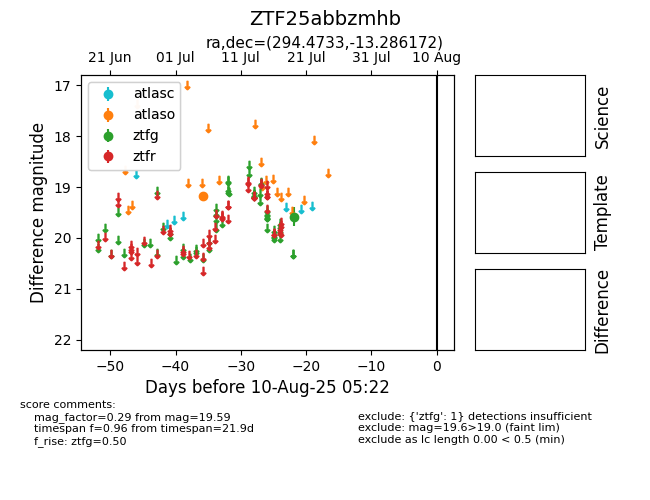 ZTF25abbzmhb
ra,dec=(294.4733,-13.286172)
21 Jun 01 Jul 11 Jul 21 Jul 31 Jul 10 Aug
17
18
19
20
21
22
Difference magnitude
atlasc
atlaso
ztfg
ztfr
−50 −40 −30 −20 −10 0
Days before 10-Aug-25 05:22
Science
Template
Difference
score comments:
mag_factor=0.29 from mag=19.59
timespan f=0.96 from timespan=21.9d
f_rise: ztfg=0.50
exclude: {'ztfg': 1} detections insufficient
exclude: mag=19.6>19.0 (faint lim)
exclude as lc length 0.00 < 0.5 (min)